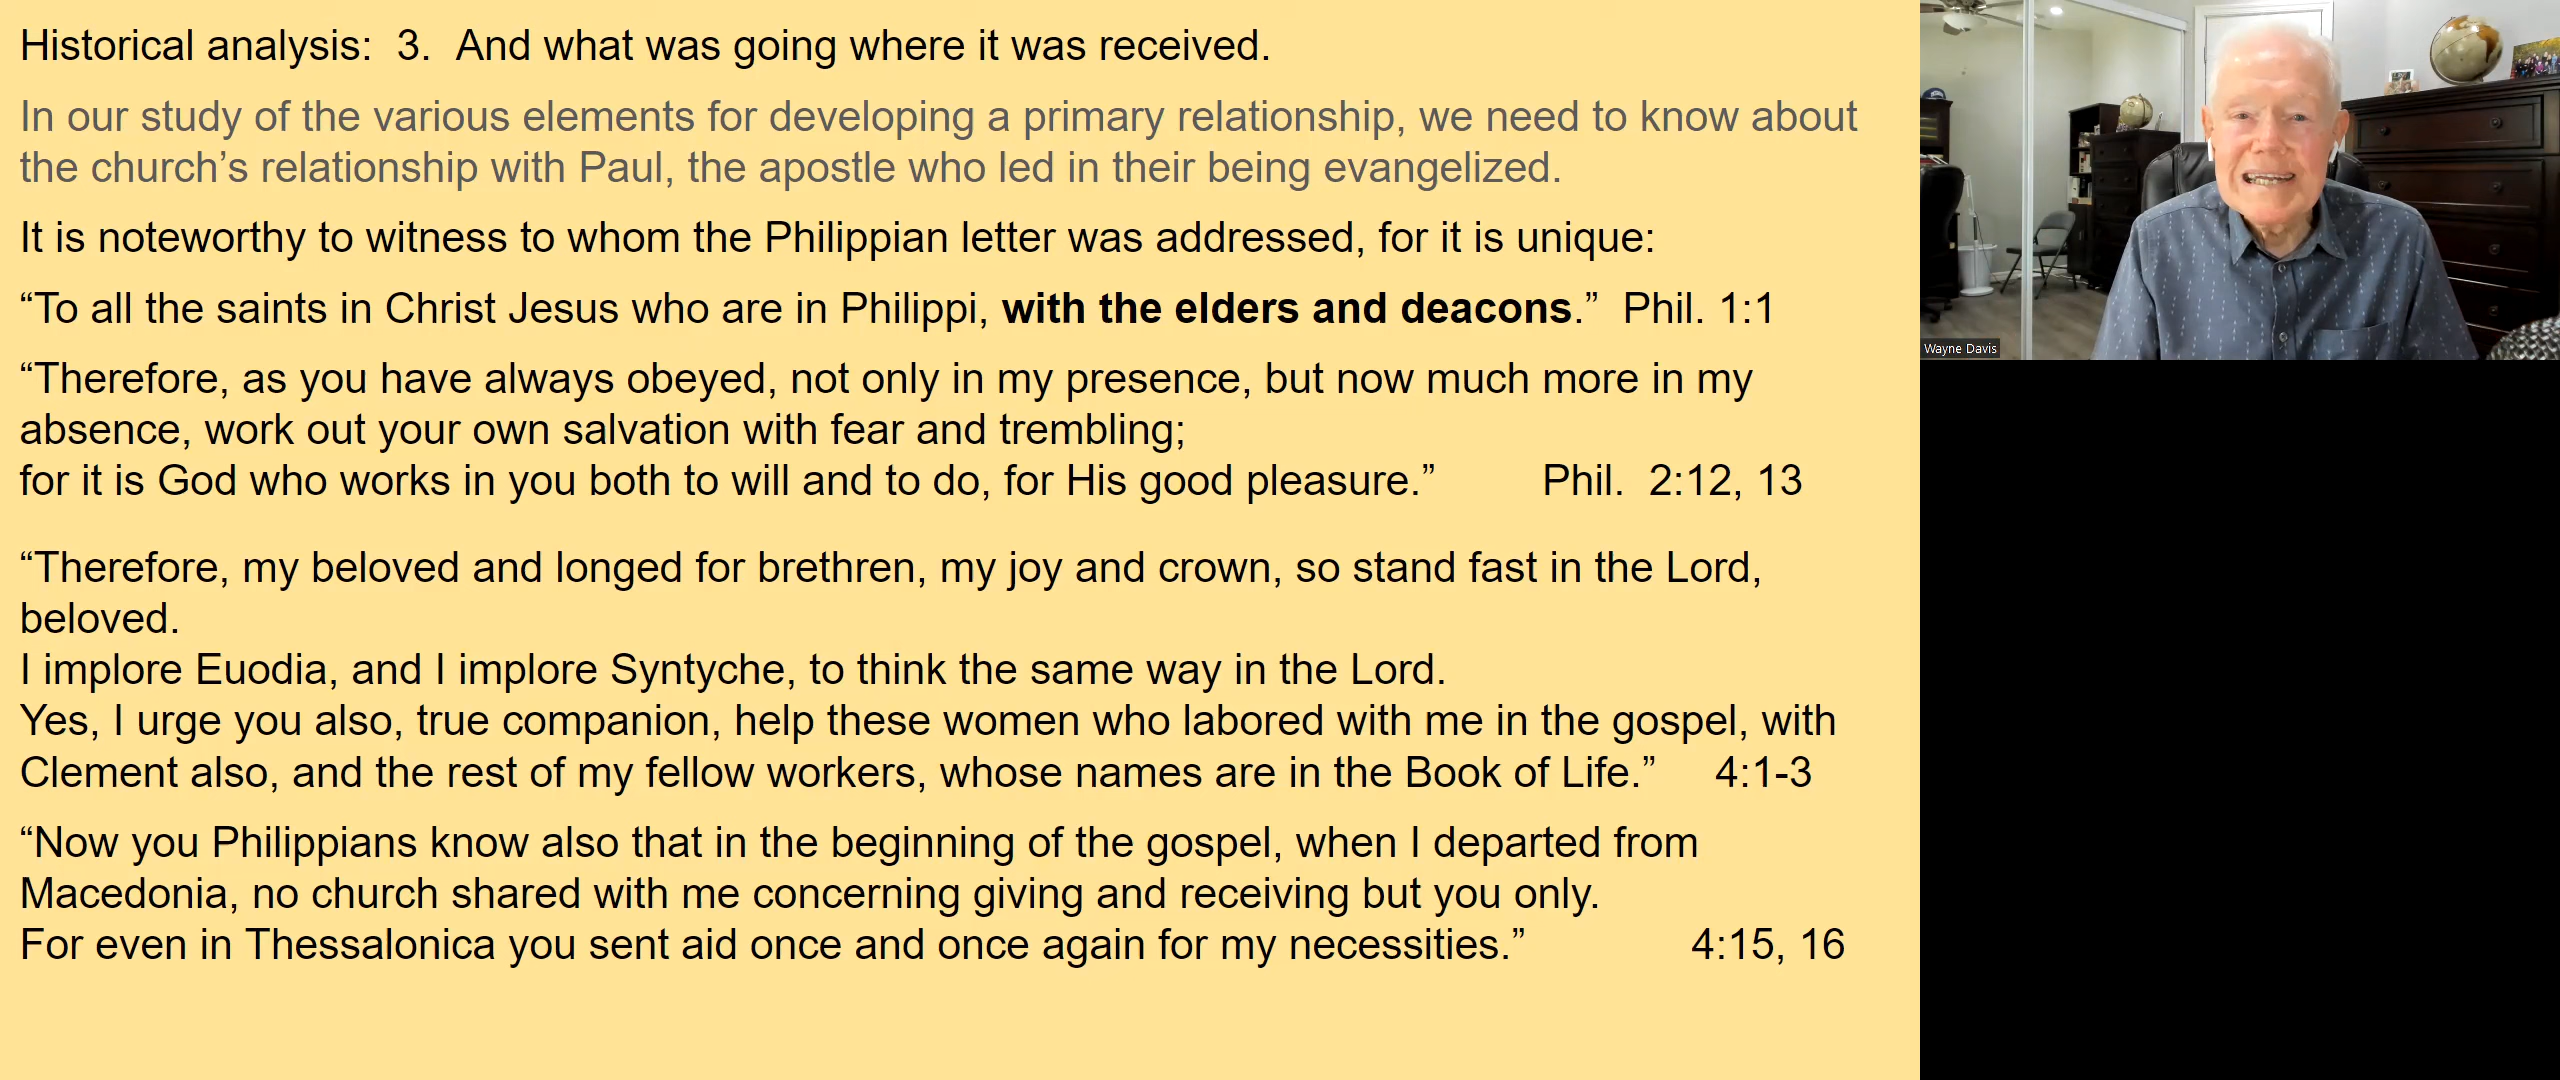 Historical analysis:  3.  And what was going where it was received.
In our study of the various elements for developing a primary relationship, we need to know about
the church’s relationship with Paul, the apostle who led in their being evangelized.
It is noteworthy to witness to whom the Philippian letter was addressed, for it is unique:
“To all the saints in Christ Jesus who are in Philippi, with the elders and deacons.”  Phil. 1:1
“Therefore, as you have always obeyed, not only in my presence, but now much more in my
absence, work out your own salvation with fear and trembling;
for it is God who works in you both to will and to do, for His good pleasure.”  Phil.  2:12, 13
“Therefore, my beloved and longed for brethren, my joy and crown, so stand fast in the Lord,
beloved.
I implore Euodia, and I implore Syntyche, to think the same way in the Lord.
Yes, I urge you also, true companion, help these women who labored with me in the gospel, with
Clement also, and the rest of my fellow workers, whose names are in the Book of Life.”  4:1-3
“Now you Philippians know also that in the beginning of the gospel, when I departed from
Macedonia, no church shared with me concerning giving and receiving but you only.
For even in Thessalonica you sent aid once and once again for my necessities.”  4:15, 16
Wayne Davis